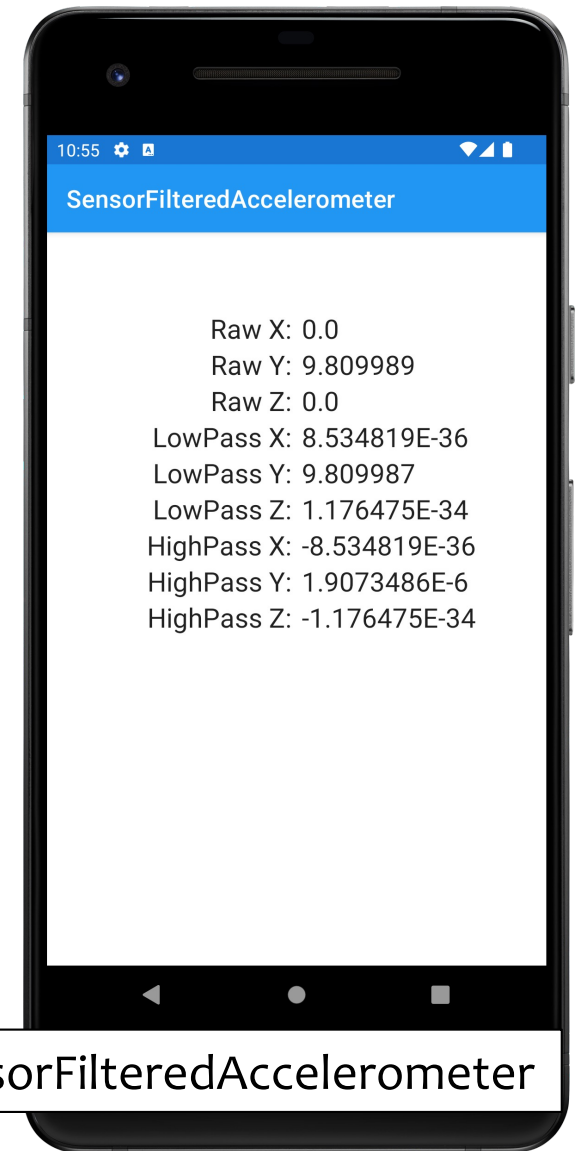 10:55
SensorFilteredAccelerometer
Raw X: 0.0
Raw Y: 9.809989
Raw Z: 0.0
LowPass X: 8.534819E-36
LowPass Y: 9.809987
LowPass Z: 1.176475E-34
HighPass X: -8.534819E-36
HighPass Y: 1.9073486E-6
HighPass Z: -1.176475E-34
sorFilteredAccelerometer